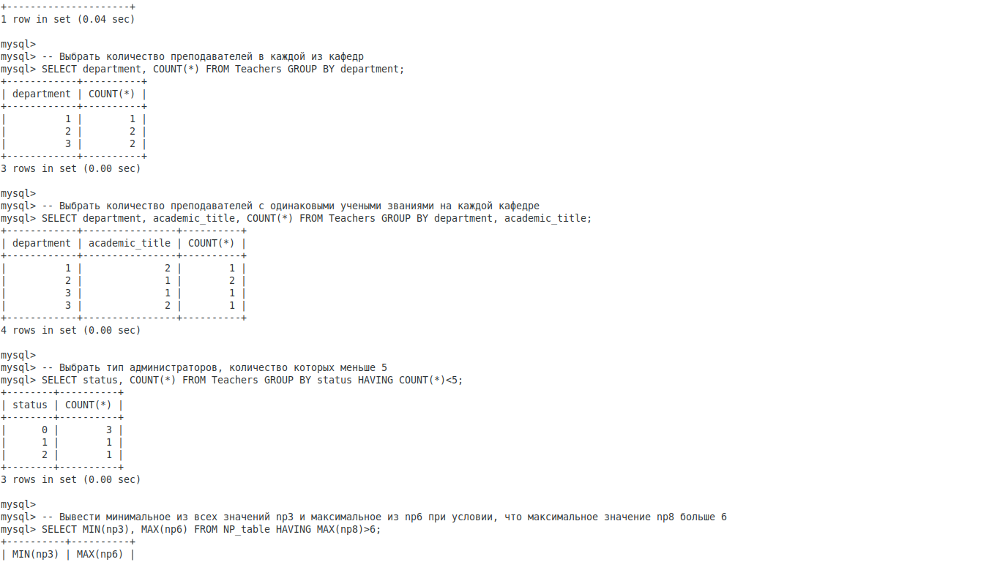 +---------------------+
1 row in set (0.04 sec)

mysql>
mysql> -- Выбрать количество преподавателей в каждой из кафедр
mysql> SELECT department, COUNT(*) FROM Teachers GROUP BY department;
+------------+----------+
| department | COUNT(*) |
+------------+----------+
|          1 |        1 |
|          2 |        2 |
|          3 |        2 |
+------------+----------+
3 rows in set (0.00 sec)

mysql>
mysql> -- Выбрать количество преподавателей с одинаковыми учеными званиями на каждой кафедре
mysql> SELECT department, academic_title, COUNT(*) FROM Teachers GROUP BY department, academic_title;
+------------+----------------+----------+
| department | academic_title | COUNT(*) |
+------------+----------------+----------+
|          1 |              2 |        1 |
|          2 |              1 |        2 |
|          3 |              1 |        1 |
|          3 |              2 |        1 |
+------------+----------------+----------+
4 rows in set (0.00 sec)

mysql>
mysql> -- Выбрать тип администраторов, количество которых меньше 5
mysql> SELECT status, COUNT(*) FROM Teachers GROUP BY status HAVING COUNT(*)<5;
+--------+----------+
| status | COUNT(*) |
+--------+----------+
|      0 |        3 |
|      1 |        1 |
|      2 |        1 |
+--------+----------+
3 rows in set (0.00 sec)

mysql>
mysql> -- Вывести минимальное из всех значений np3 и максимальное из np6 при условии, что максимальное значение np8 больше 6
mysql> SELECT MIN(np3), MAX(np6) FROM NP_table HAVING MAX(np8)>6;
+----------+----------+
| MIN(np3) | MAX(np6) |